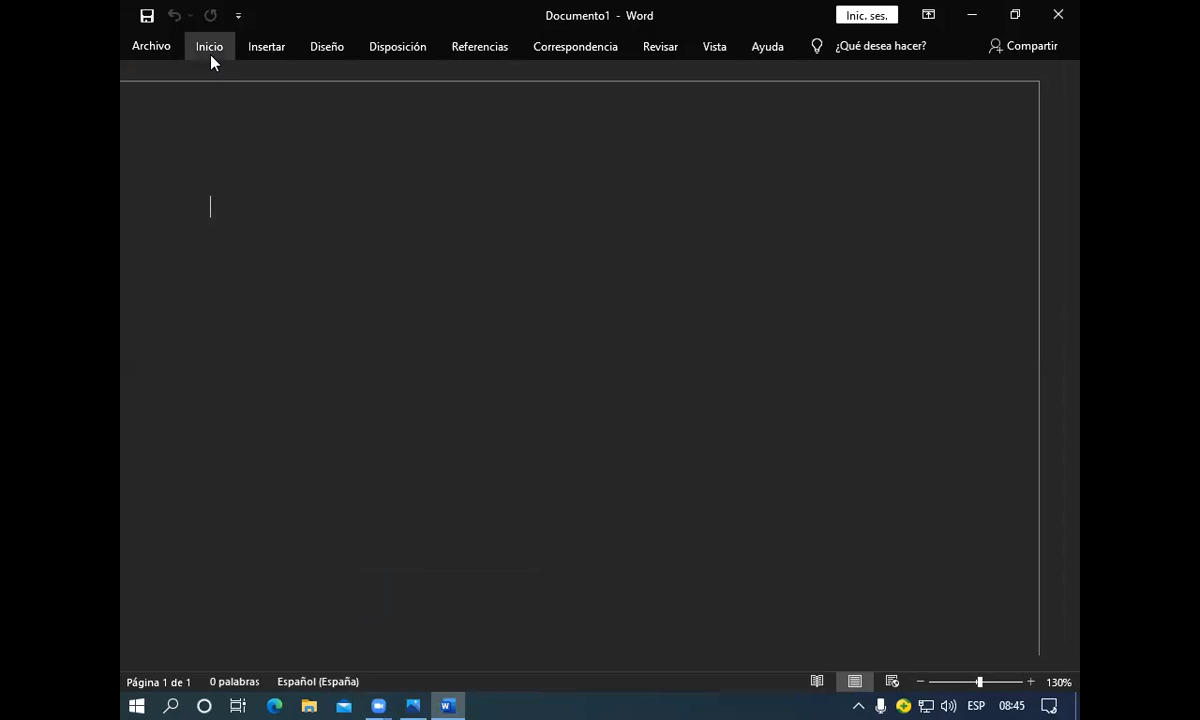 Documento1 - Word
Inic. ses.
Archivo Inicio Insertar Diseño Disposición Referencias Correspondencia Revisar Vista Ayuda ¿Qué desea hacer? Compartir
Página 1 de 1 0 palabras Español (España) 130%
W ESP 08:45